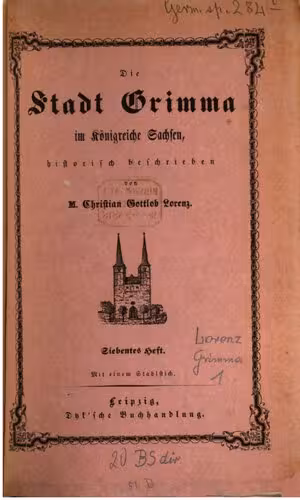 Germ. sp. 284
Die
Stadt Grimma
im Königreiche Sachsen,
historisch beschrieben
von
M. Christian Gottlob Lorenz.
Siebentes Heft.
Mit einem Stahlstich.
Leipzig,
Dyk'sche Buchhandlung.
Lorenz
Grimma
1
20 BS dir